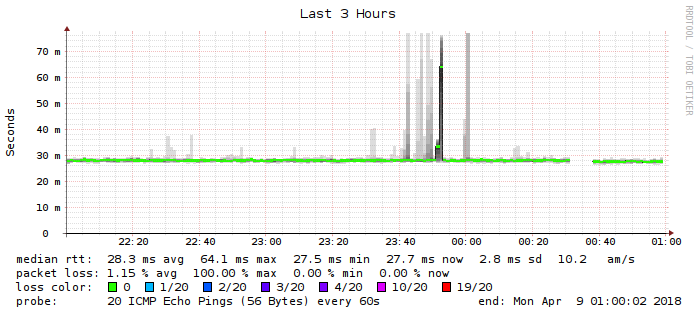 Last 3 Hours
RRDTOOL / TOBI OETIKER
Seconds
70 m
60 m
50 m
40 m
30 m
20 m
10 m
0
22:20 22:40 23:00 23:20 23:40 00:00 00:20 00:40 01:00
median rtt: 28.3 ms avg 64.1 ms max 27.5 ms min 27.7 ms now 2.8 ms sd 10.2 am/s
packet loss: 1.15 % avg 100.00 % max 0.00 % min 0.00 % now
loss color: 0 1/20 2/20 3/20 4/20 10/20 19/20
probe: 20 ICMP Echo Pings (56 Bytes) every 60s end: Mon Apr 9 01:00:02 2018